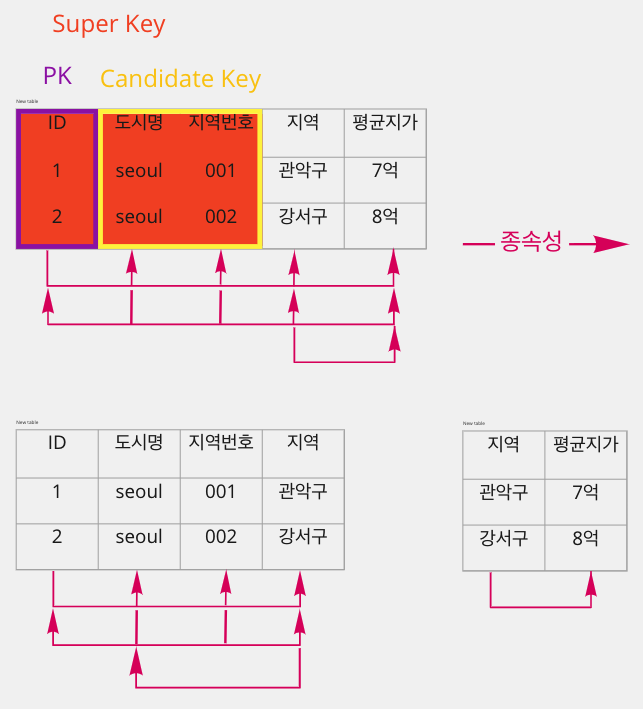 Super Key
PK Candidate Key
New table
ID 도시명 지역번호 지역 평균지가
1 seoul 001 관악구 7억
2 seoul 002 강서구 8억
종속성
New table
ID 도시명 지역번호 지역
1 seoul 001 관악구
2 seoul 002 강서구
New table
지역 평균지가
관악구 7억
강서구 8억